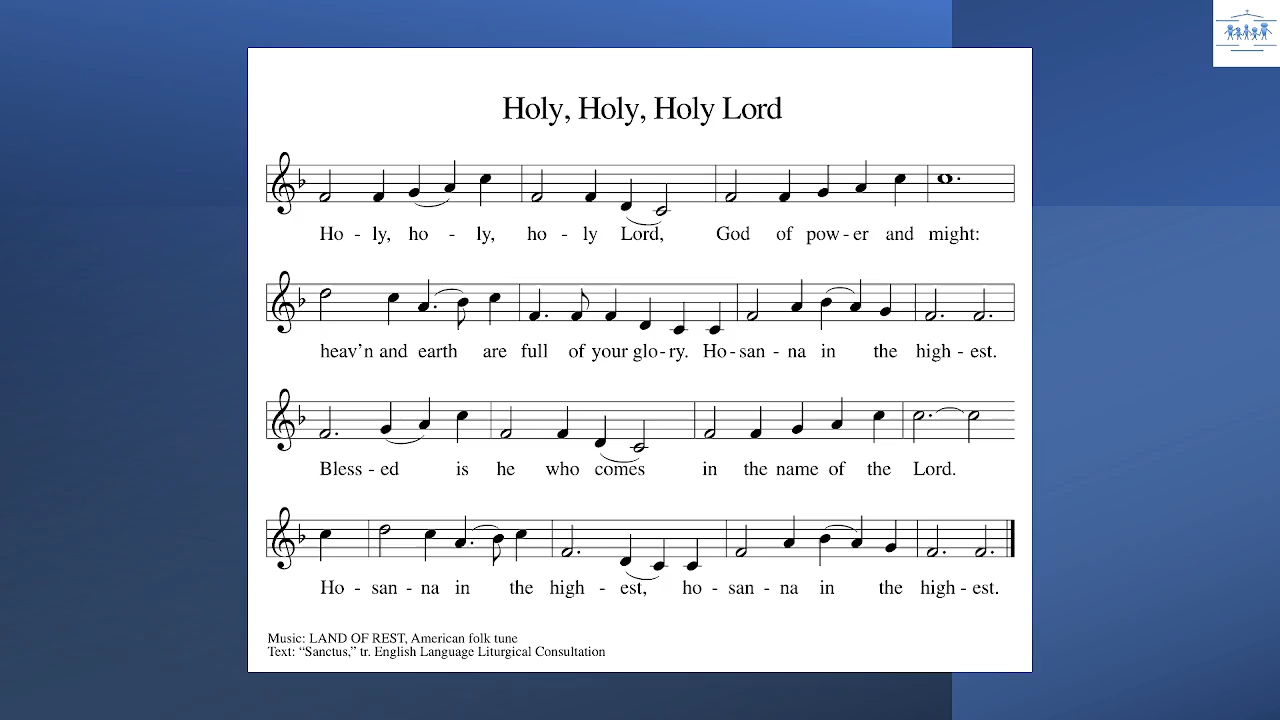 Holy, Holy, Holy Lord
Ho - ly, ho - ly, ho - ly Lord, God of pow - er and might:
heav'n and earth are full of your glo - ry. Ho - san - na in the high - est.
Bless - ed is he who comes in the name of the Lord.
Ho - san - na in the high - est, ho - san - na in the high - est.
Music: LAND OF REST, American folk tune
Text: “Sanctus,” tr. English Language Liturgical Consultation